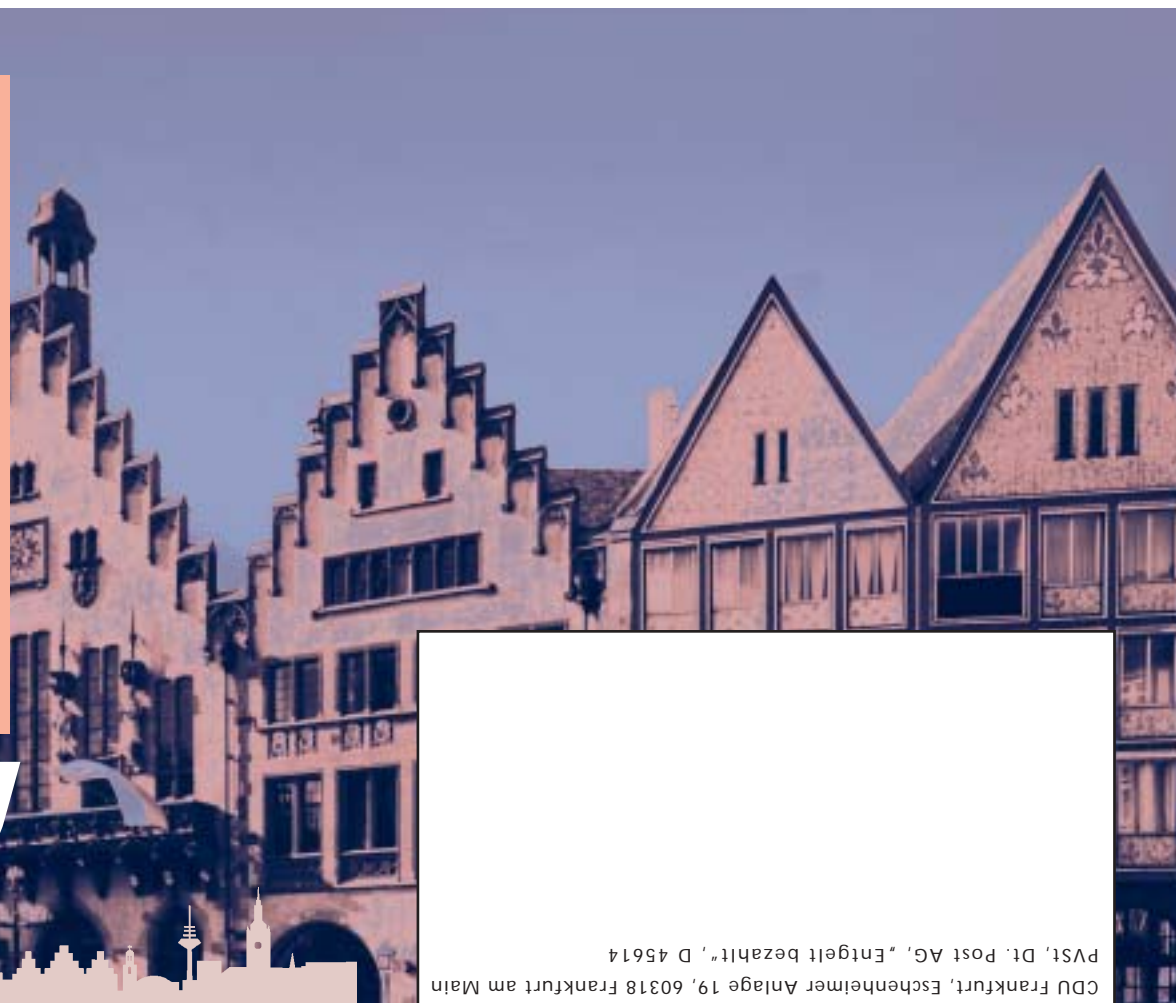 CDU Frankfurt, Eschenheimer Anlage 19, 60318 Frankfurt am Main
PVSt, Dt. Post AG, „Entgelt bezahlt“, D 45614